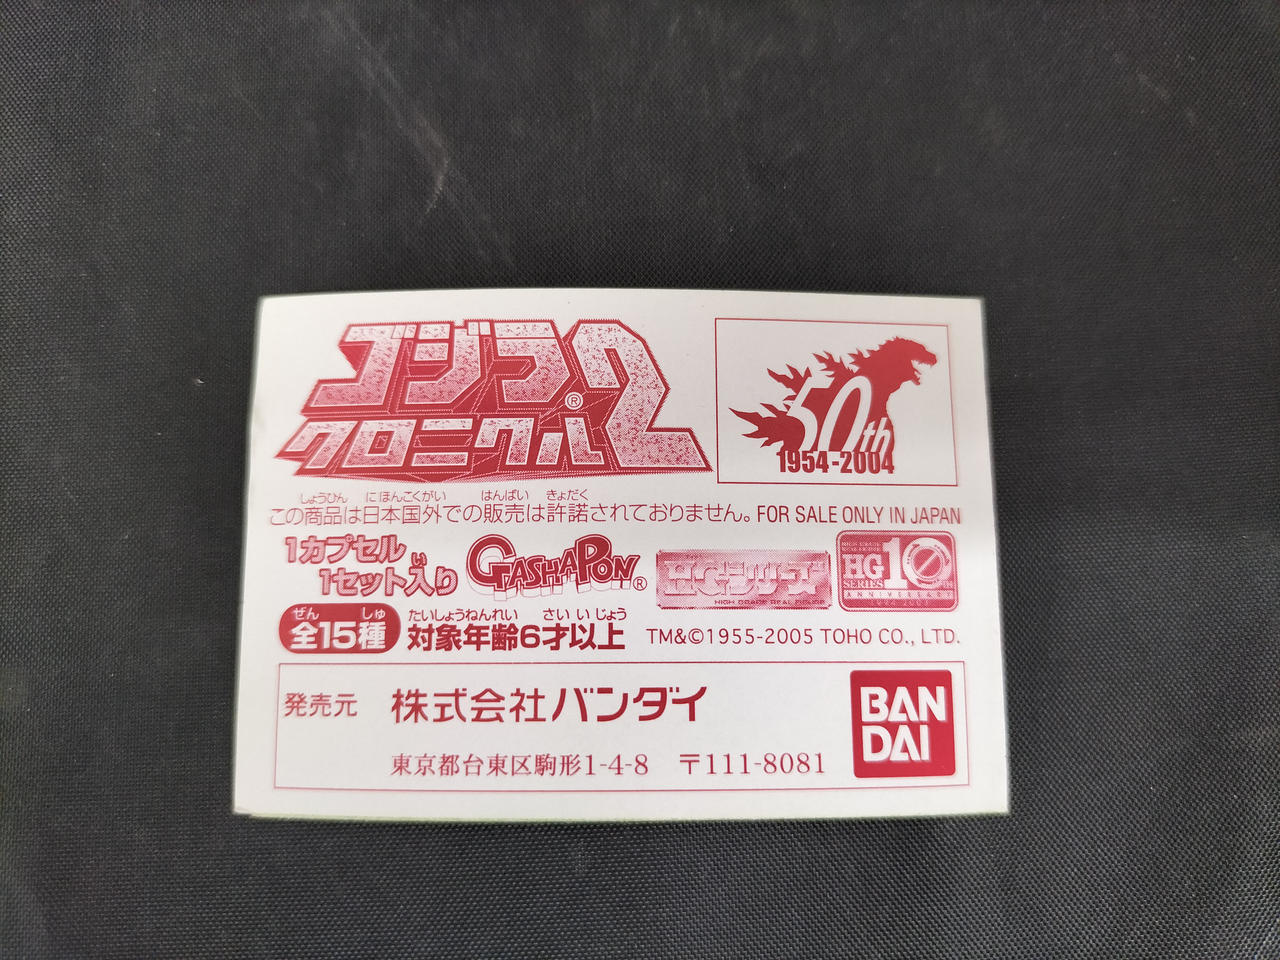 ゴジラ®2
クロニクル
50th
1954-2004
しょうひん にほんこくがい はんばい きょだく
この商品は日本国外での販売は許諾されておりません。FOR SALE ONLY IN JAPAN
1カプセル
い
1セット入り
GASHAPON®
HGシリーズ
HIGH GRADE REAL FIGURE
HG
SERIES
10TH
ANNIVERSARY
ぜん しゅ
全15種
たいしょうねんれい さい いじょう
対象年齢6才以上
TM&©1955-2005 TOHO CO., LTD.
発売元 株式会社バンダイ
東京都台東区駒形1-4-8 〒111-8081
BAN
DAI